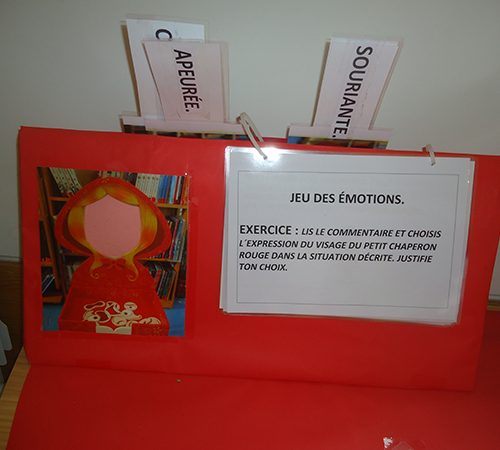 C
APEURÉE.
SOURIANTE.
JEU DES ÉMOTIONS.
EXERCICE : LIS LE COMMENTAIRE ET CHOISIS
L´EXPRESSION DU VISAGE DU PETIT CHAPERON
ROUGE DANS LA SITUATION DÉCRITE. JUSTIFIE
TON CHOIX.